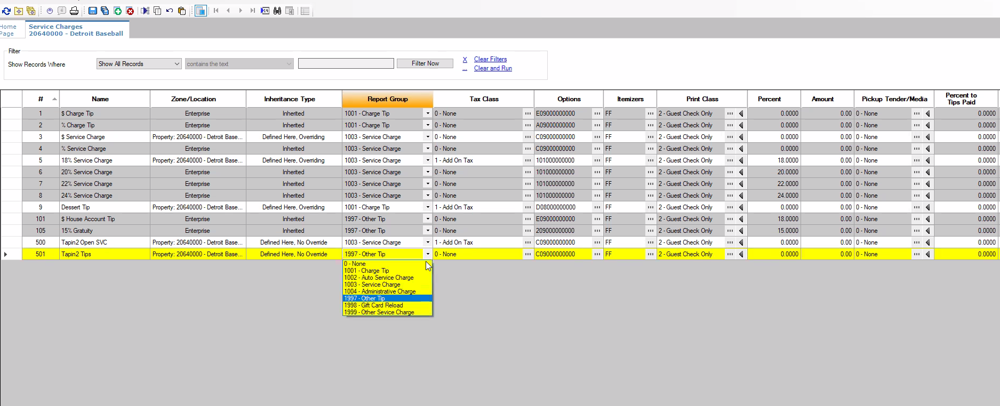 Home
Page
Service Charges
20640000 - Detroit Baseball
Filter
Show Records Where Show All Records contains the text Filter Now X Clear Filters
... Clear and Run
# Name Zone/Location Inheritance Type Report Group Tax Class Options Itemizers Print Class Percent Amount Pickup Tender/Media Percent to Tips Paid
1 $ Charge Tip Enterprise Inherited 1001 - Charge Tip 0 - None E09000000000 FF 2 - Guest Check Only 0.0000 0.00 0 - None 0.0000
2 % Charge Tip Enterprise Inherited 1001 - Charge Tip 0 - None A09000000000 FF 2 - Guest Check Only 0.0000 0.00 0 - None 0.0000
3 $ Service Charge Property: 20640000 - Detroit Base... Defined Here, Overriding 1003 - Service Charge 0 - None C09000000000 FF 2 - Guest Check Only 0.0000 0.00 0 - None 0.0000
4 % Service Charge Enterprise Inherited 1003 - Service Charge 0 - None C09000000000 FF 2 - Guest Check Only 0.0000 0.00 0 - None 0.0000
5 18% Service Charge Property: 20640000 - Detroit Base... Defined Here, Overriding 1003 - Service Charge 1 - Add On Tax 101000000000 FF 2 - Guest Check Only 18.0000 0.00 0 - None 0.0000
6 20% Service Charge Enterprise Inherited 1003 - Service Charge 0 - None 101000000000 FF 2 - Guest Check Only 20.0000 0.00 0 - None 0.0000
7 22% Service Charge Enterprise Inherited 1003 - Service Charge 0 - None 101000000000 FF 2 - Guest Check Only 22.0000 0.00 0 - None 0.0000
8 24% Service Charge Enterprise Inherited 1003 - Service Charge 0 - None 101000000000 FF 2 - Guest Check Only 24.0000 0.00 0 - None 0.0000
9 Dessert Tip Property: 20640000 - Detroit Base... Defined Here, Overriding 1001 - Charge Tip 1 - Add On Tax D08000000000 FF 2 - Guest Check Only 0.0000 0.00 0 - None 0.0000
101 $ House Account Tip Enterprise Inherited 1997 - Other Tip 0 - None E09000000000 FF 2 - Guest Check Only 18.0000 0.00 0 - None 0.0000
105 15% Gratuity Enterprise Inherited 1997 - Other Tip 0 - None 209000000000 FF 2 - Guest Check Only 15.0000 0.00 0 - None 0.0000
500 Tapin2 Open SVC Property: 20640000 - Detroit Base... Defined Here, No Override 1003 - Service Charge 1 - Add On Tax C09000000000 FF 2 - Guest Check Only 0.0000 0.00 0 - None 0.0000
501 Tapin2 Tips Property: 20640000 - Detroit Base... Defined Here, No Override 1997 - Other Tip 0 - None C09000000000 FF 2 - Guest Check Only 0.0000 0.00 0 - None 0.0000
0 - None
1001 - Charge Tip
1002 - Auto Service Charge
1003 - Service Charge
1004 - Administrative Charge
1997 - Other Tip
1998 - Gift Card Reload
1999 - Other Sevice Charge